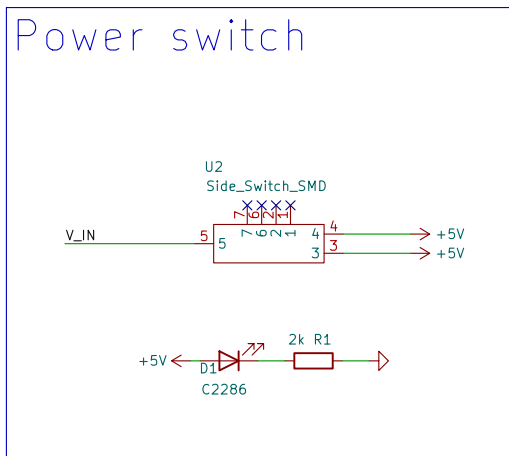 Power switch
U2
Side_Switch_SMD
7 6 2 1
V_IN 5 5 7 6 2 1 4 4 +5V
3 3 +5V
2k R1
+5V D1
C2286